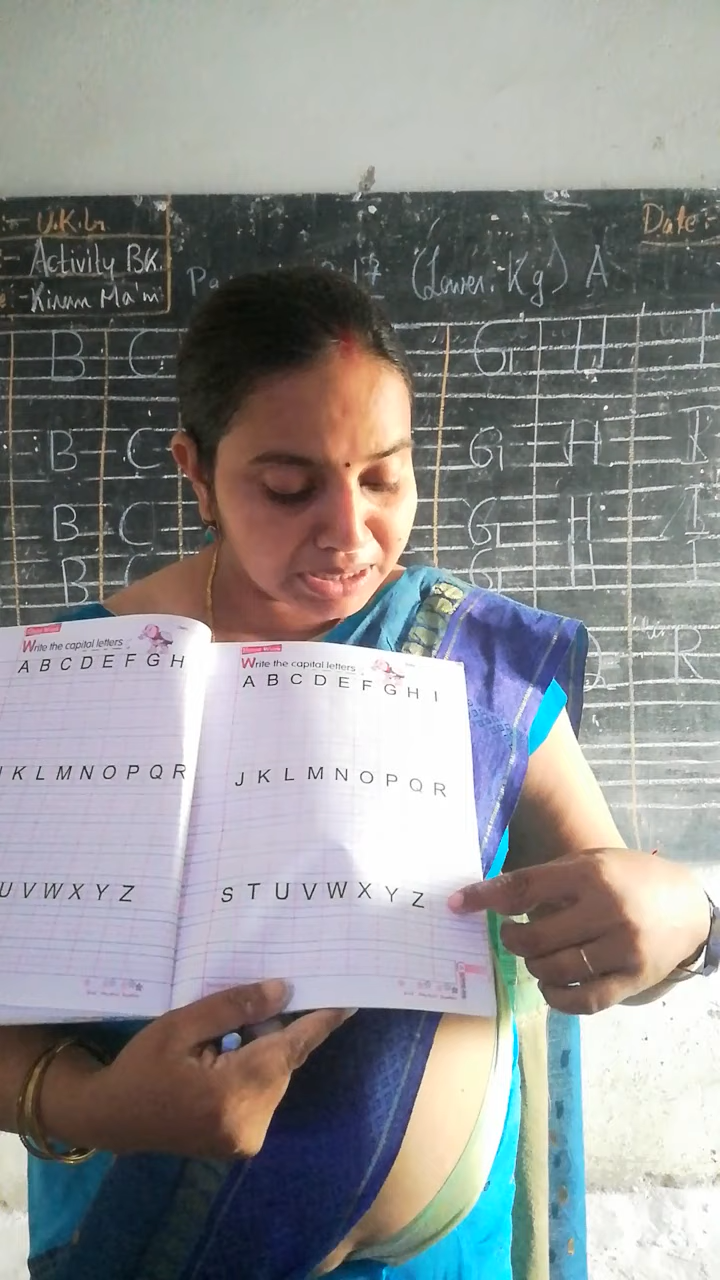 U.K.G.
Date :-
Activity BK.
(Lower. Kg) A
:- Kiran Ma'm
B C G H I
B C G H I
B C G H I
B G H I
R
Write the capital letters
A B C D E F G H
J K L M N O P Q R
U V W X Y Z
Write the capital letters
A B C D E F G H I
J K L M N O P Q R
S T U V W X Y Z